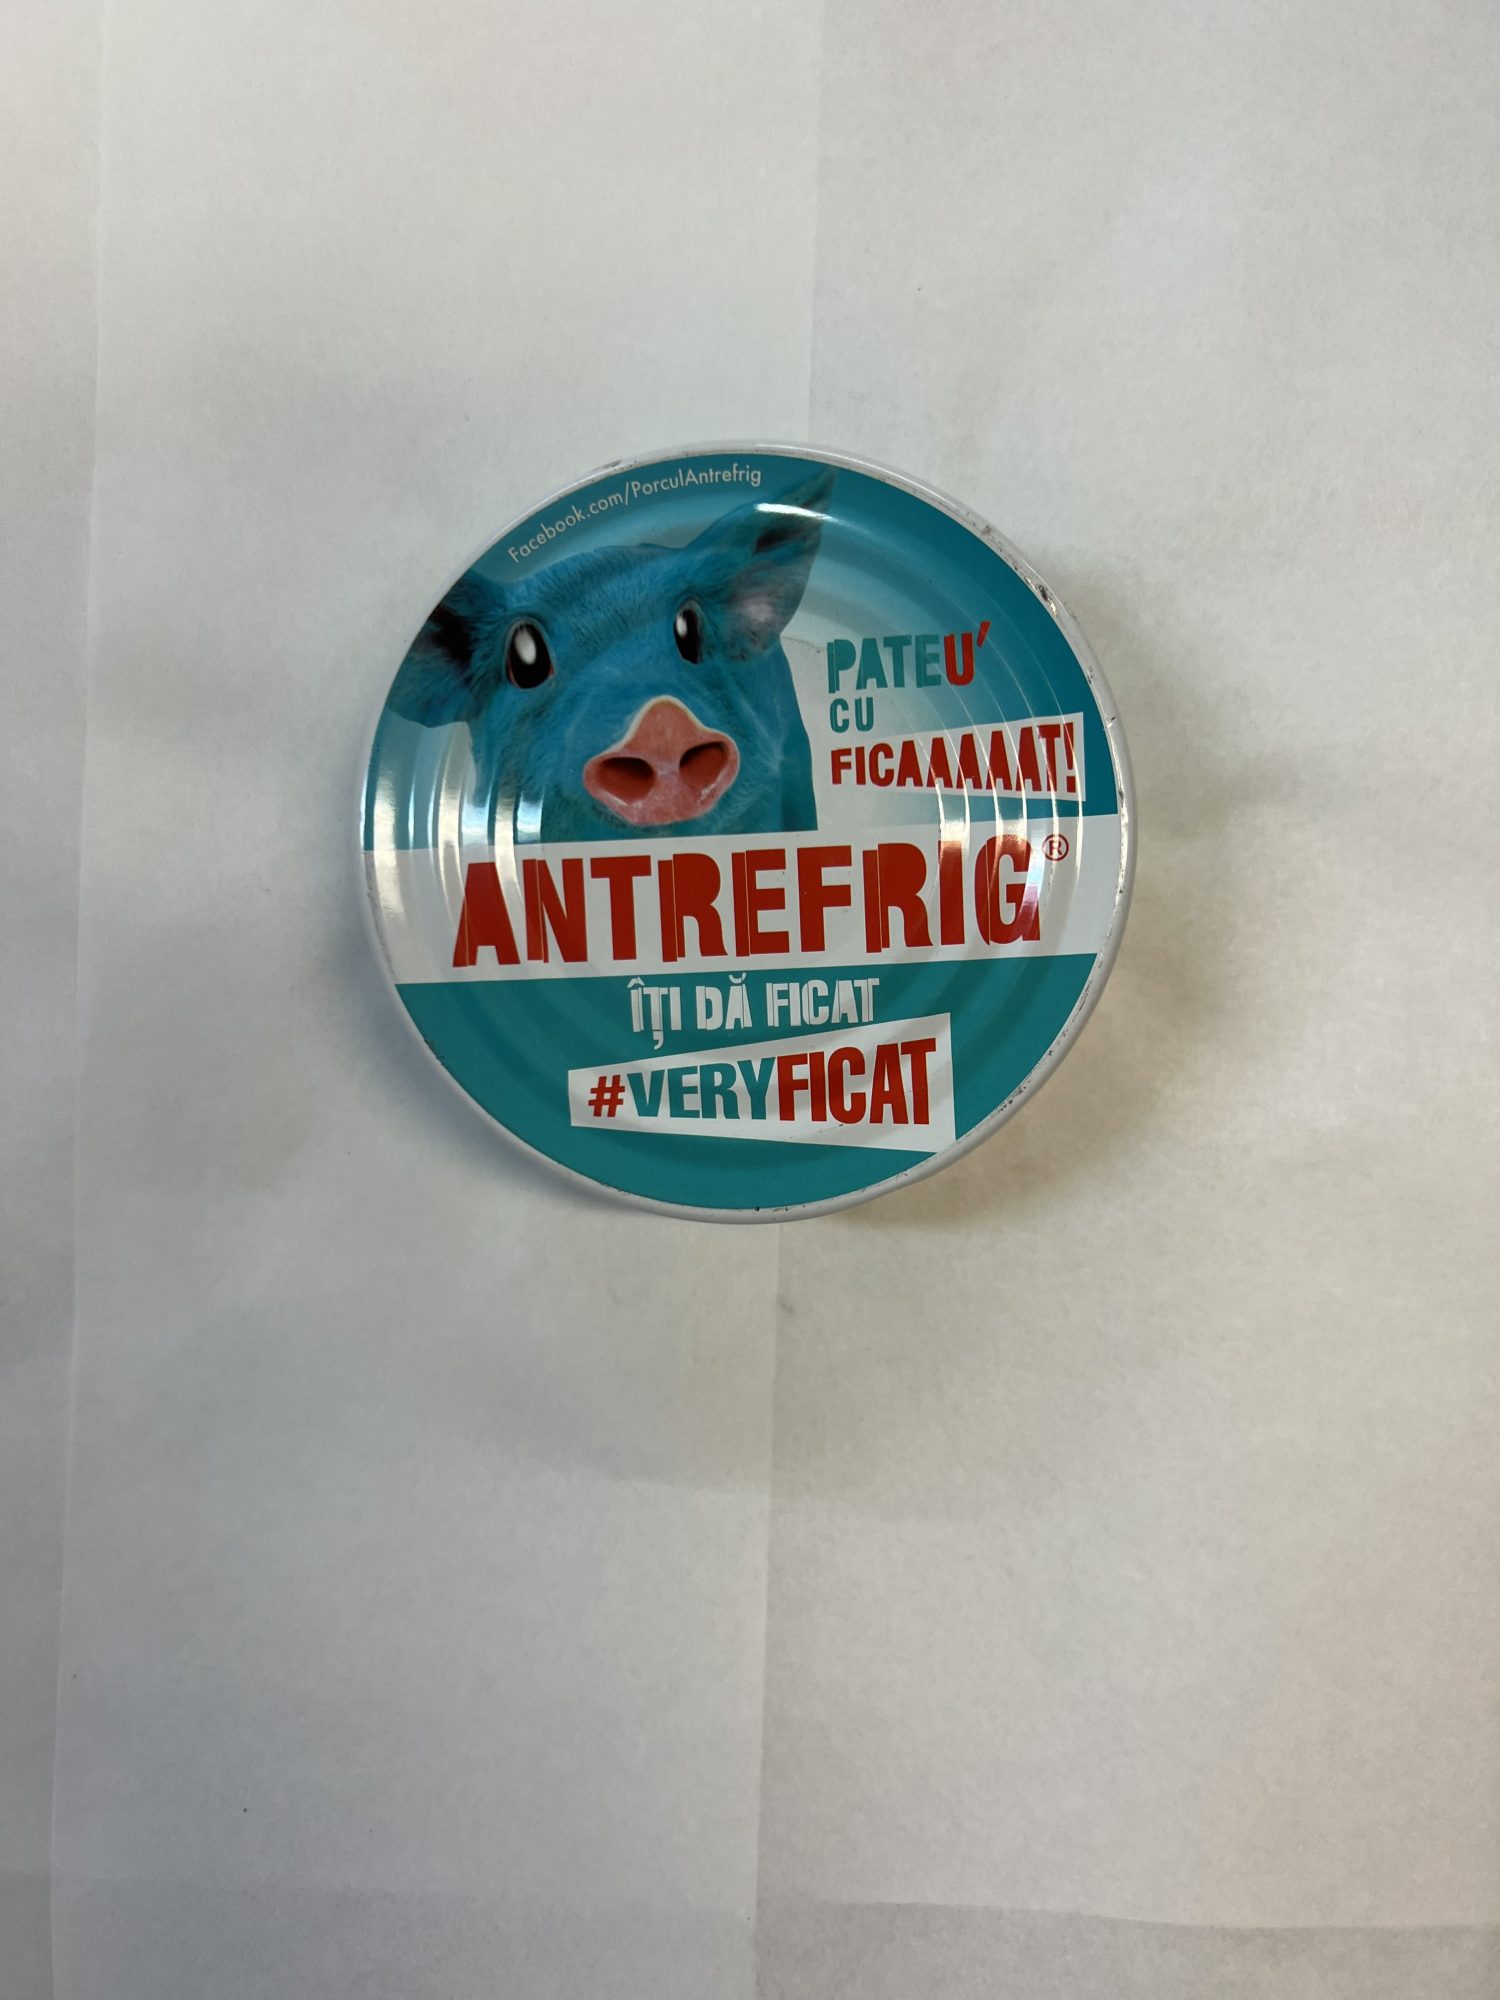 Facebook.com/PorculAntrefrig
PATEU'
CU
FICAAAAAT!
ANTREFRIG®
ÎȚI DĂ FICAT
#VERYFICAT